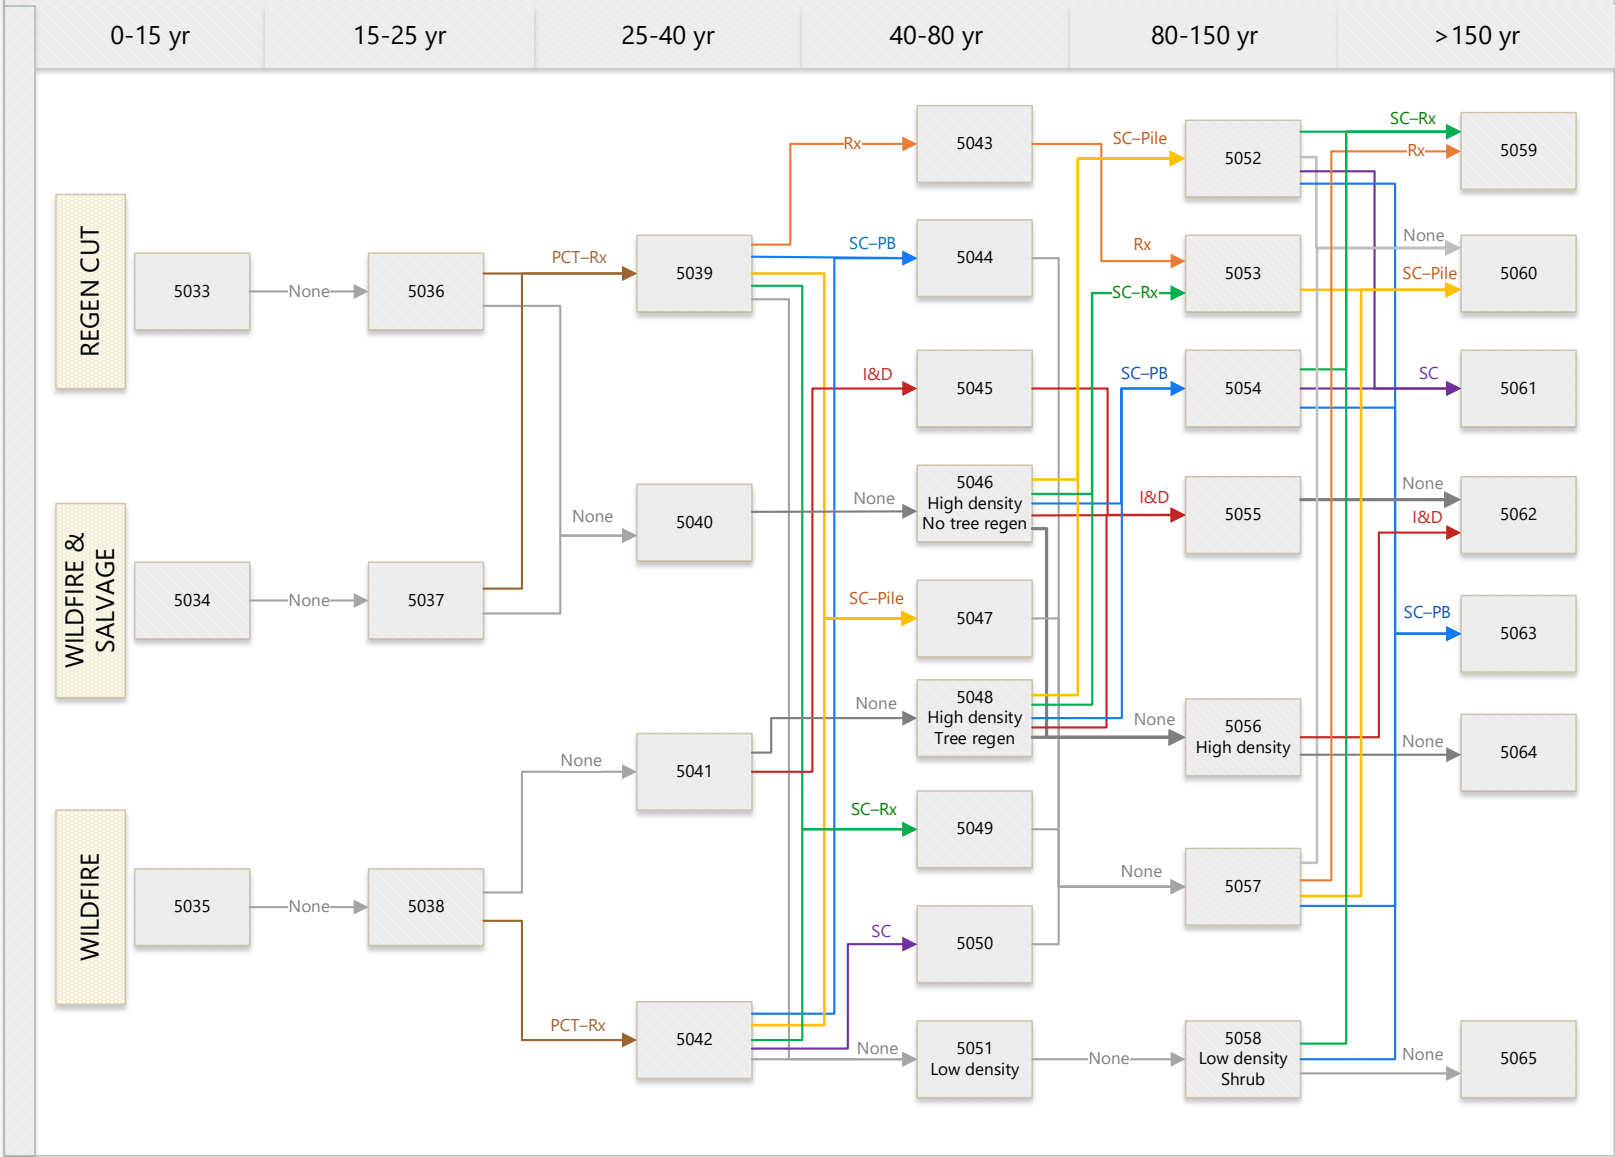 0-15 yr
15-25 yr
25-40 yr
40-80 yr
80-150 yr
>150 yr
REGEN CUT
WILDFIRE &
SALVAGE
WILDFIRE
5033
None
5034
None
5035
None
5036
5037
5038
PCT–Rx
None
None
PCT–Rx
5039
5040
5041
5042
Rx
SC–PB
I&D
None
SC–Pile
None
SC–Rx
SC
None
5043
5044
5045
5046
High density
No tree regen
5047
5048
High density
Tree regen
5049
5050
5051
Low density
SC–Pile
Rx
SC–Rx
SC–PB
I&D
None
None
None
5052
5053
5054
5055
5056
High density
5057
5058
Low density
Shrub
SC–Rx
Rx
None
SC–Pile
SC
None
I&D
SC–PB
None
None
5059
5060
5061
5062
5063
5064
5065